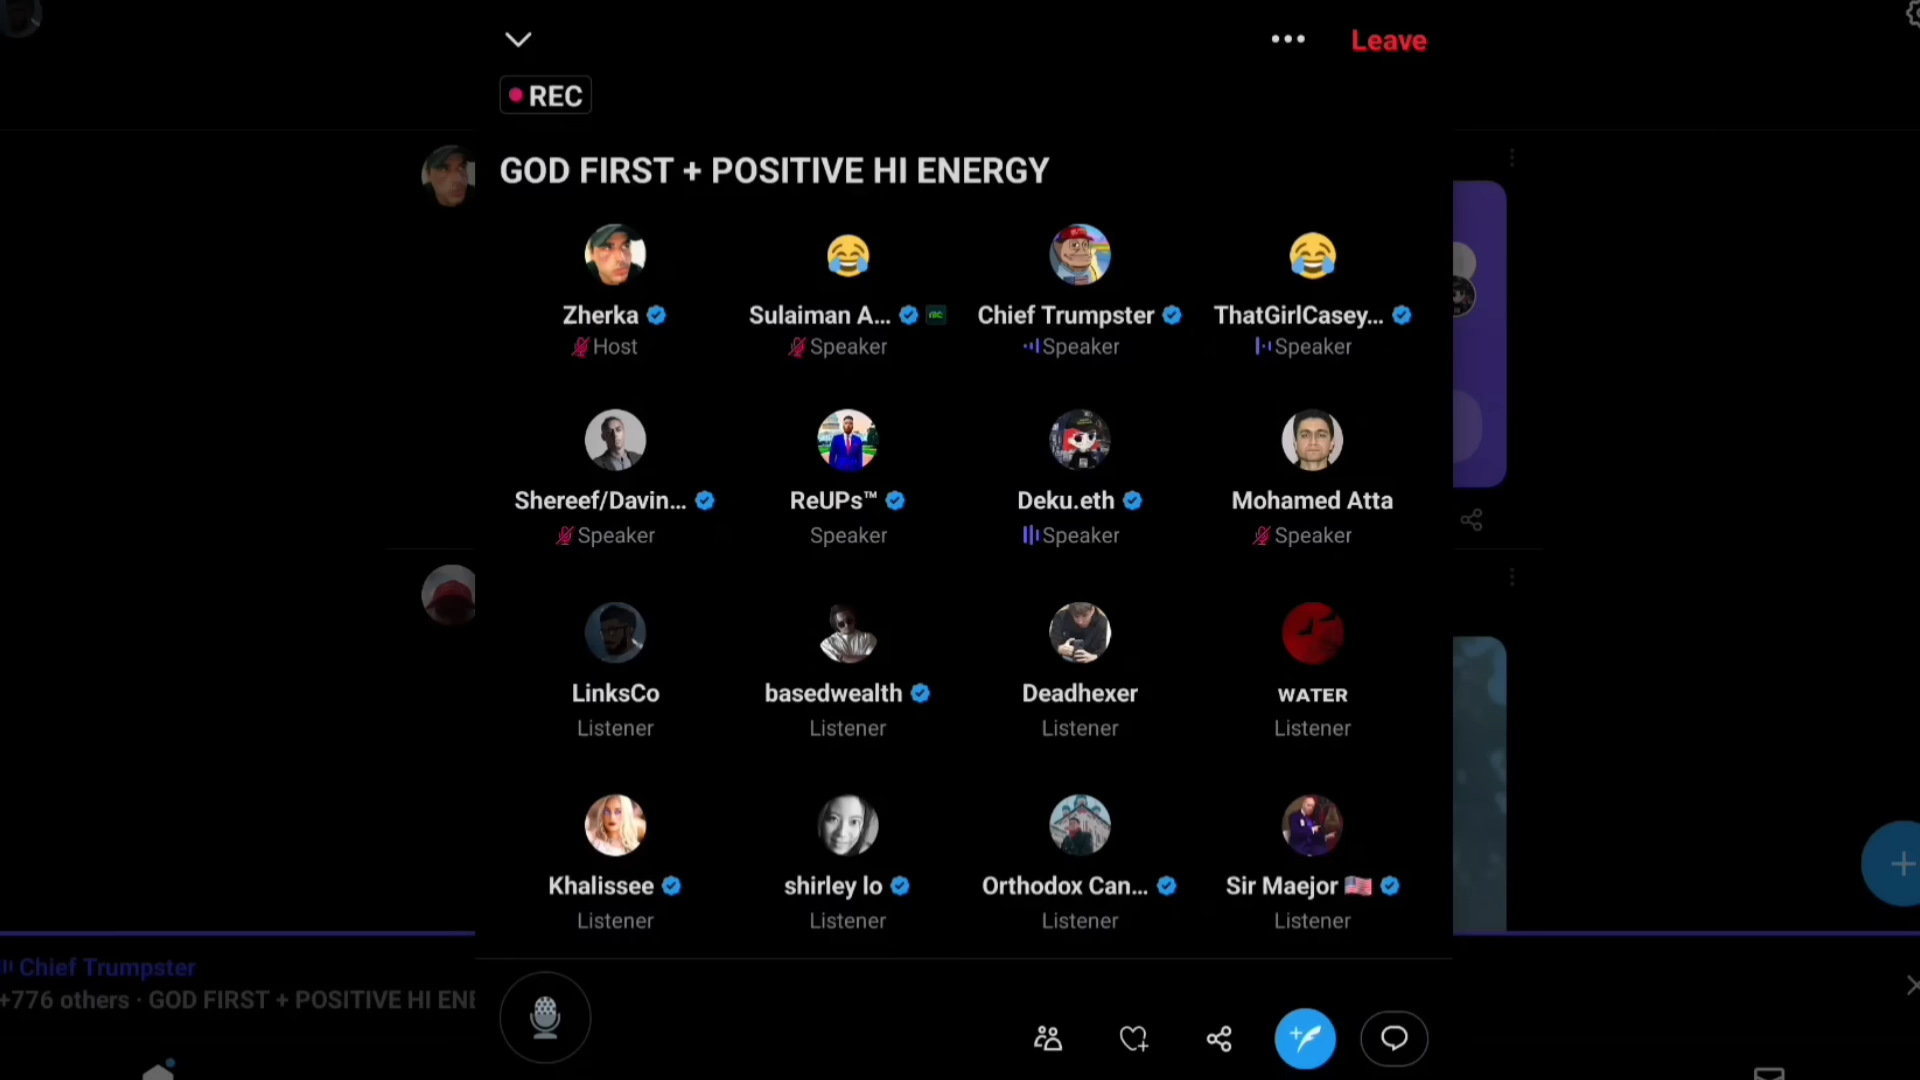 Leave
REC
GOD FIRST + POSITIVE HI ENERGY
Zherka
Sulaiman A...
Chief Trumpster
ThatGirlCasey...
Host
Speaker
Speaker
Speaker
Shereef/Davin...
ReUPs™
Deku.eth
Mohamed Atta
Speaker
Speaker
Speaker
Speaker
LinksCo
basedwealth
Deadhexer
ᴡᴀᴛᴇʀ
Listener
Listener
Listener
Listener
Khalissee
shirley lo
Orthodox Can...
Sir Maejor 🇺🇸
Listener
Listener
Listener
Listener
Chief Trumpster
+776 others · GOD FIRST + POSITIVE HI ENE